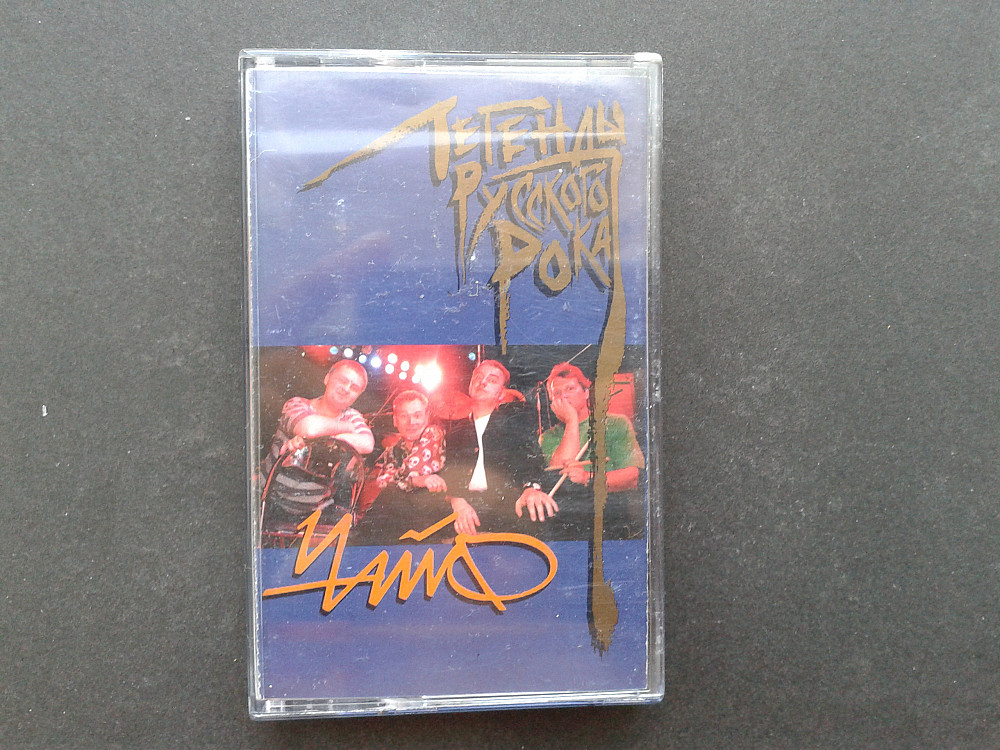 Легенды
Русского
Рока
Чайф